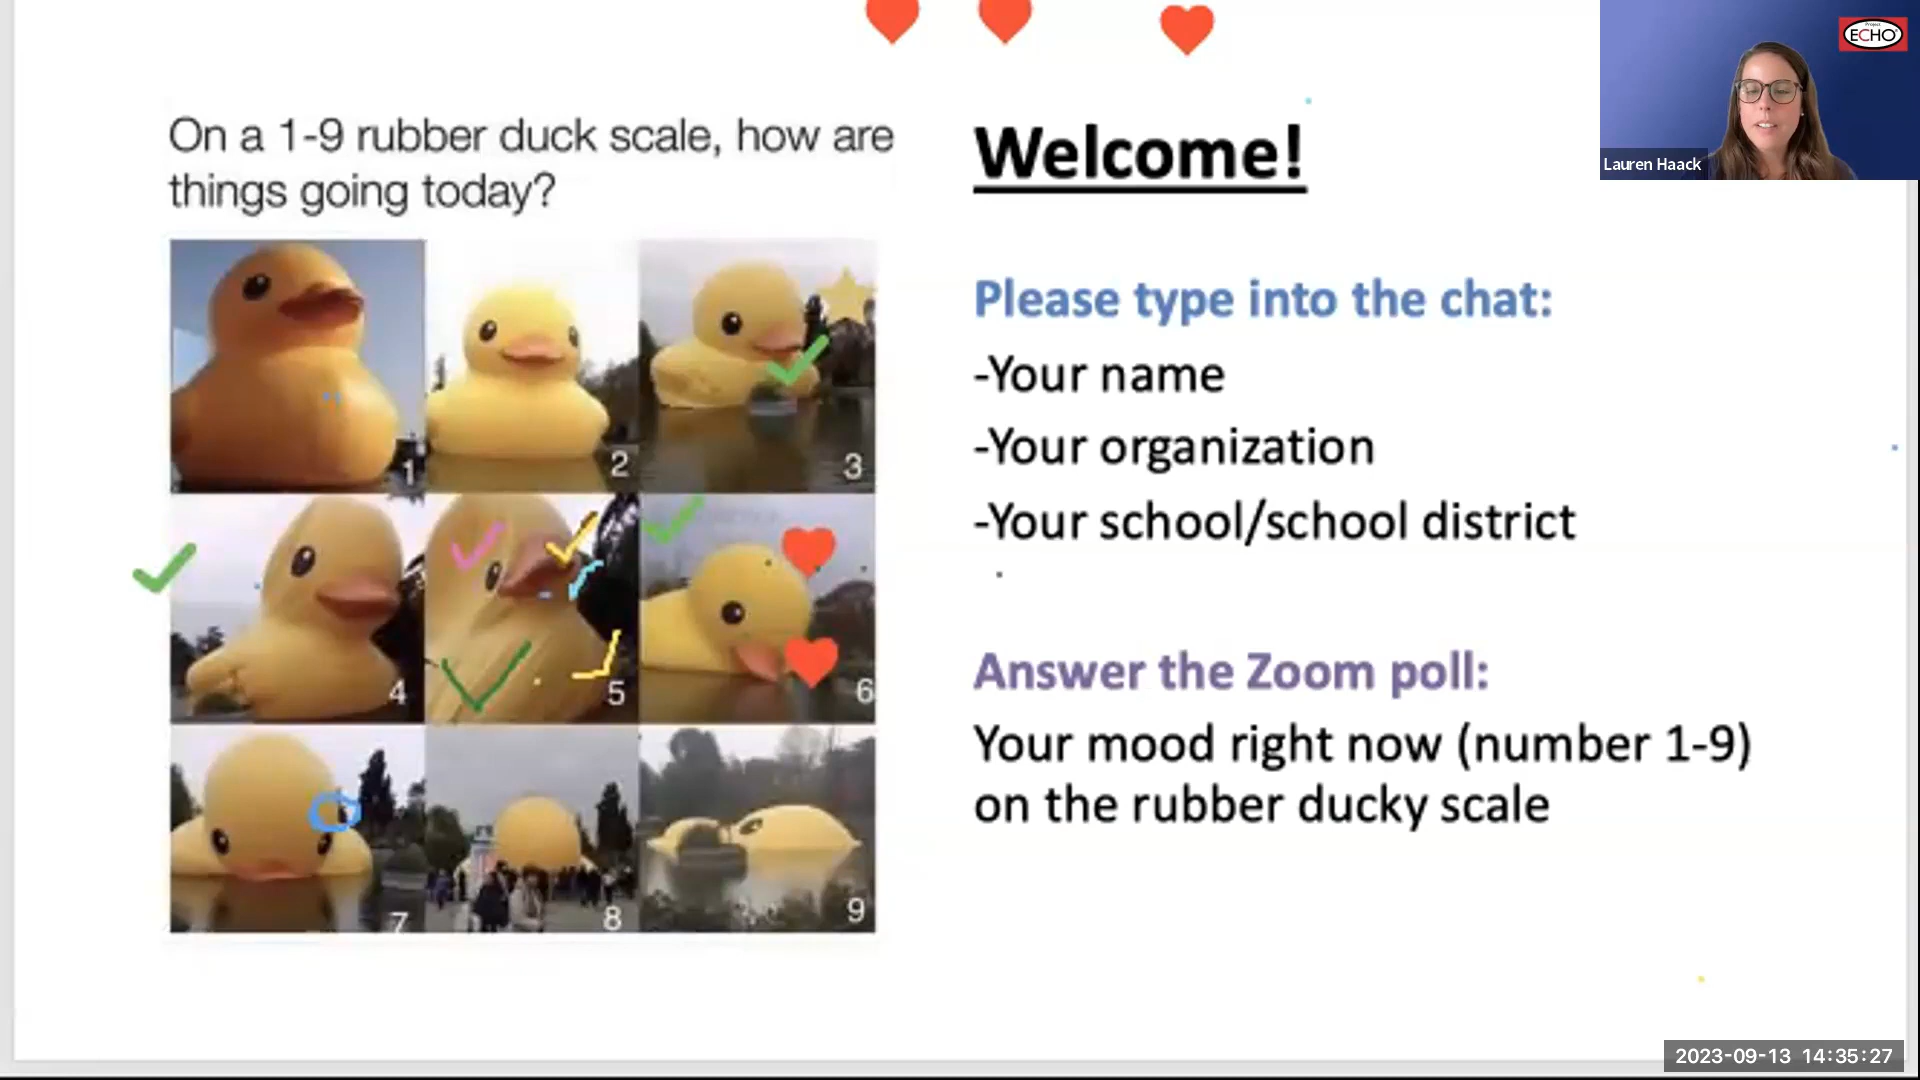 On a 1-9 rubber duck scale, how are
things going today?
1
2
3
4
5
6
7
8
9
Welcome!
Please type into the chat:
-Your name
-Your organization
-Your school/school district
Answer the Zoom poll:
Your mood right now (number 1-9)
on the rubber ducky scale
Project
ECHO
Lauren Haack
2023-09-13 14:35:27